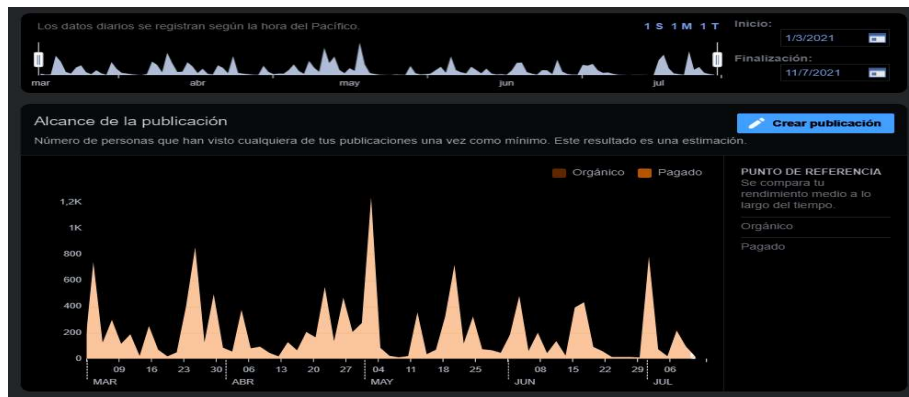 Los datos diarios se registran según la hora del Pacífico.
1 S 1 M 1 T
Inicio:
1/3/2021
Finalización:
11/7/2021
mar abr may jun jul
Alcance de la publicación
Crear publicación
Número de personas que han visto cualquiera de tus publicaciones una vez como mínimo. Este resultado es una estimación.
Orgánico Pagado
PUNTO DE REFERENCIA
Se compara tu
rendimiento medio a lo
largo del tiempo.
Orgánico
Pagado
1,2K
1K
800
600
400
200
0
09 16 23 30 06 13 20 27 04 11 18 25 08 15 22 29 06
MAR ABR MAY JUN JUL